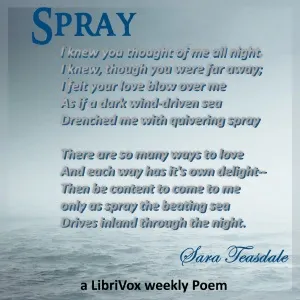 SPRAY
I knew you thought of me all night
I knew, though you were far away;
I felt your love blow over me
As if a dark wind-driven sea
Drenched me with quivering spray
There are so many ways to love
And each way has it's own delight--
Then be content to come to me
only as spray the beating sea
Drives inland through the night.
Sara Teasdale
a LibriVox weekly Poem